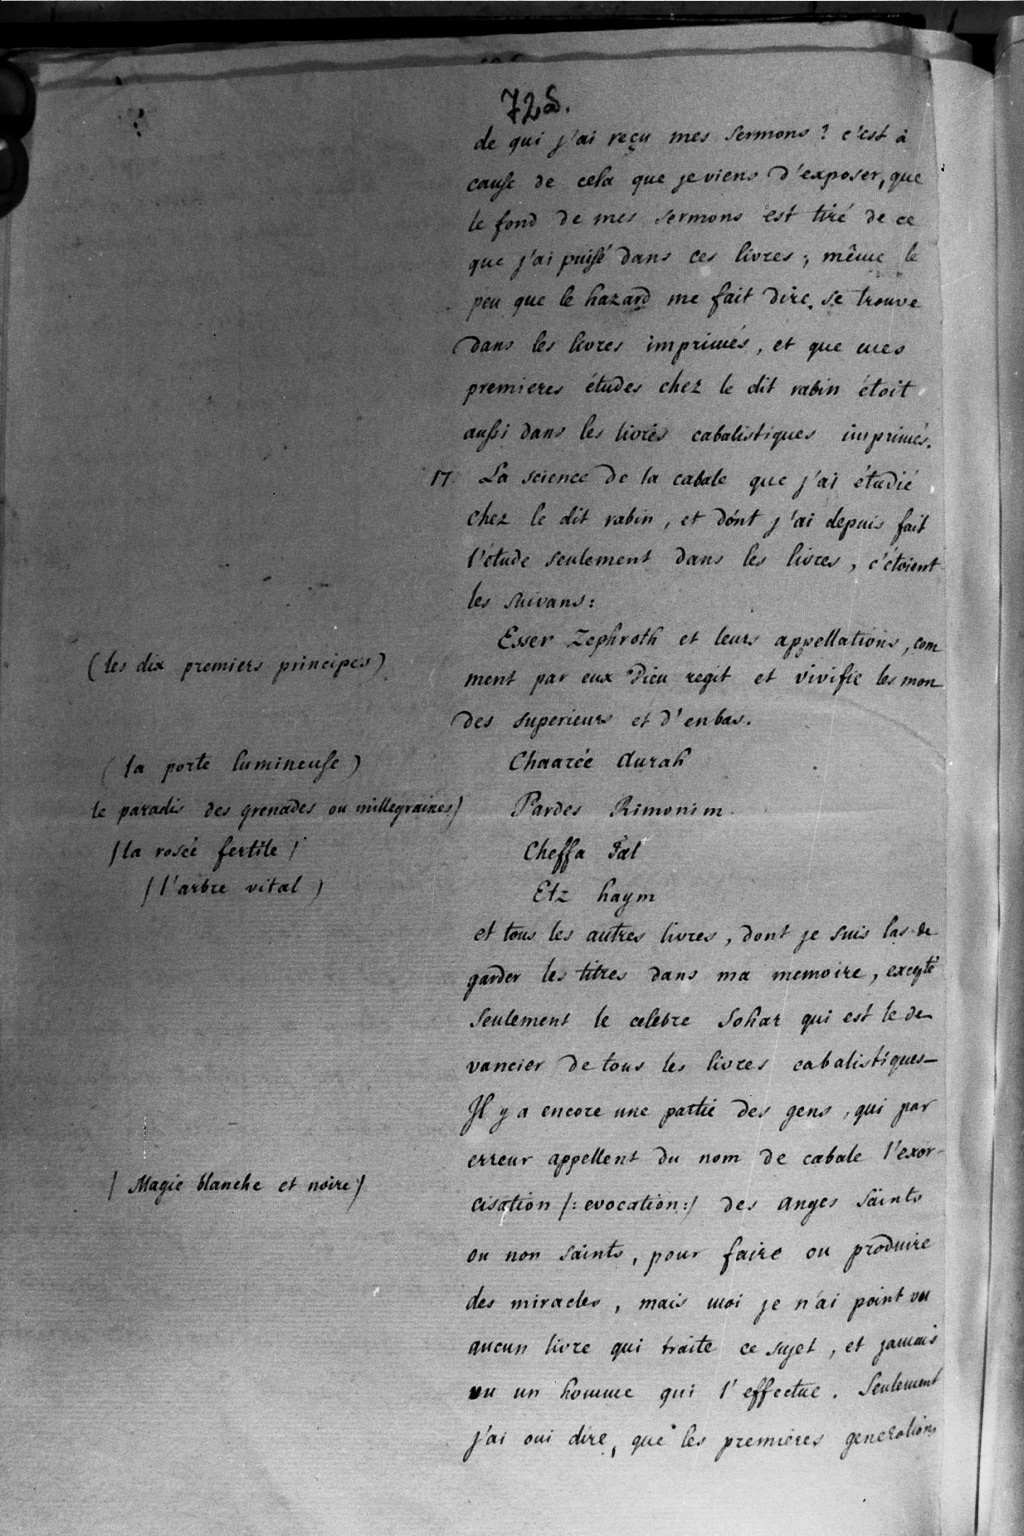 728.
de qui j'ai reçu mes sermons? c'est à
cause de cela que je viens d'exposer, que
le fond de mes sermons est tiré de ce
que j'ai puisé dans ces livres; même le
peu que le hazard me fait dire, se trouve
dans les livres imprimés, et que mes
premieres études chez le dit rabin étoit
aussi dans les livres cabalistiques imprimés.
17 La science de la cabale que j'ai étudié
chez le dit rabin, et dont j'ai depuis fait
l'étude seulement dans les livres, c'étoient
les suivans:
Esser Zephroth et leurs appellations, com
(les dix premiers principes)
ment par eux Dieu regit et vivifie les mon
des superieurs et d'enbas.
(la porte lumineuse)
Chaarée Aurah
le paradis des grenades ou millegraines)
Pardes Rimonim
(la rosée fertile)
Cheffa Tal
(l'arbre vital)
Etz haym
et tous les autres livres, dont je suis las de
garder les titres dans ma memoire, excepté
seulement le celebre Sohar qui est le de
vancier de tous les livres cabalistiques—
Il y a encore une partie des gens, qui par
erreur appellent du nom de cabale l'exor-
(Magie blanche et noire)
cisation /: evocation :/ des anges saints
ou non saints, pour faire ou produire
des miracles, mais moi je n'ai point vu
aucun livre qui traite ce sujet, et jamais
vu un homme qui l'effectue. Seulement
j'ai oui dire, que les premières generations